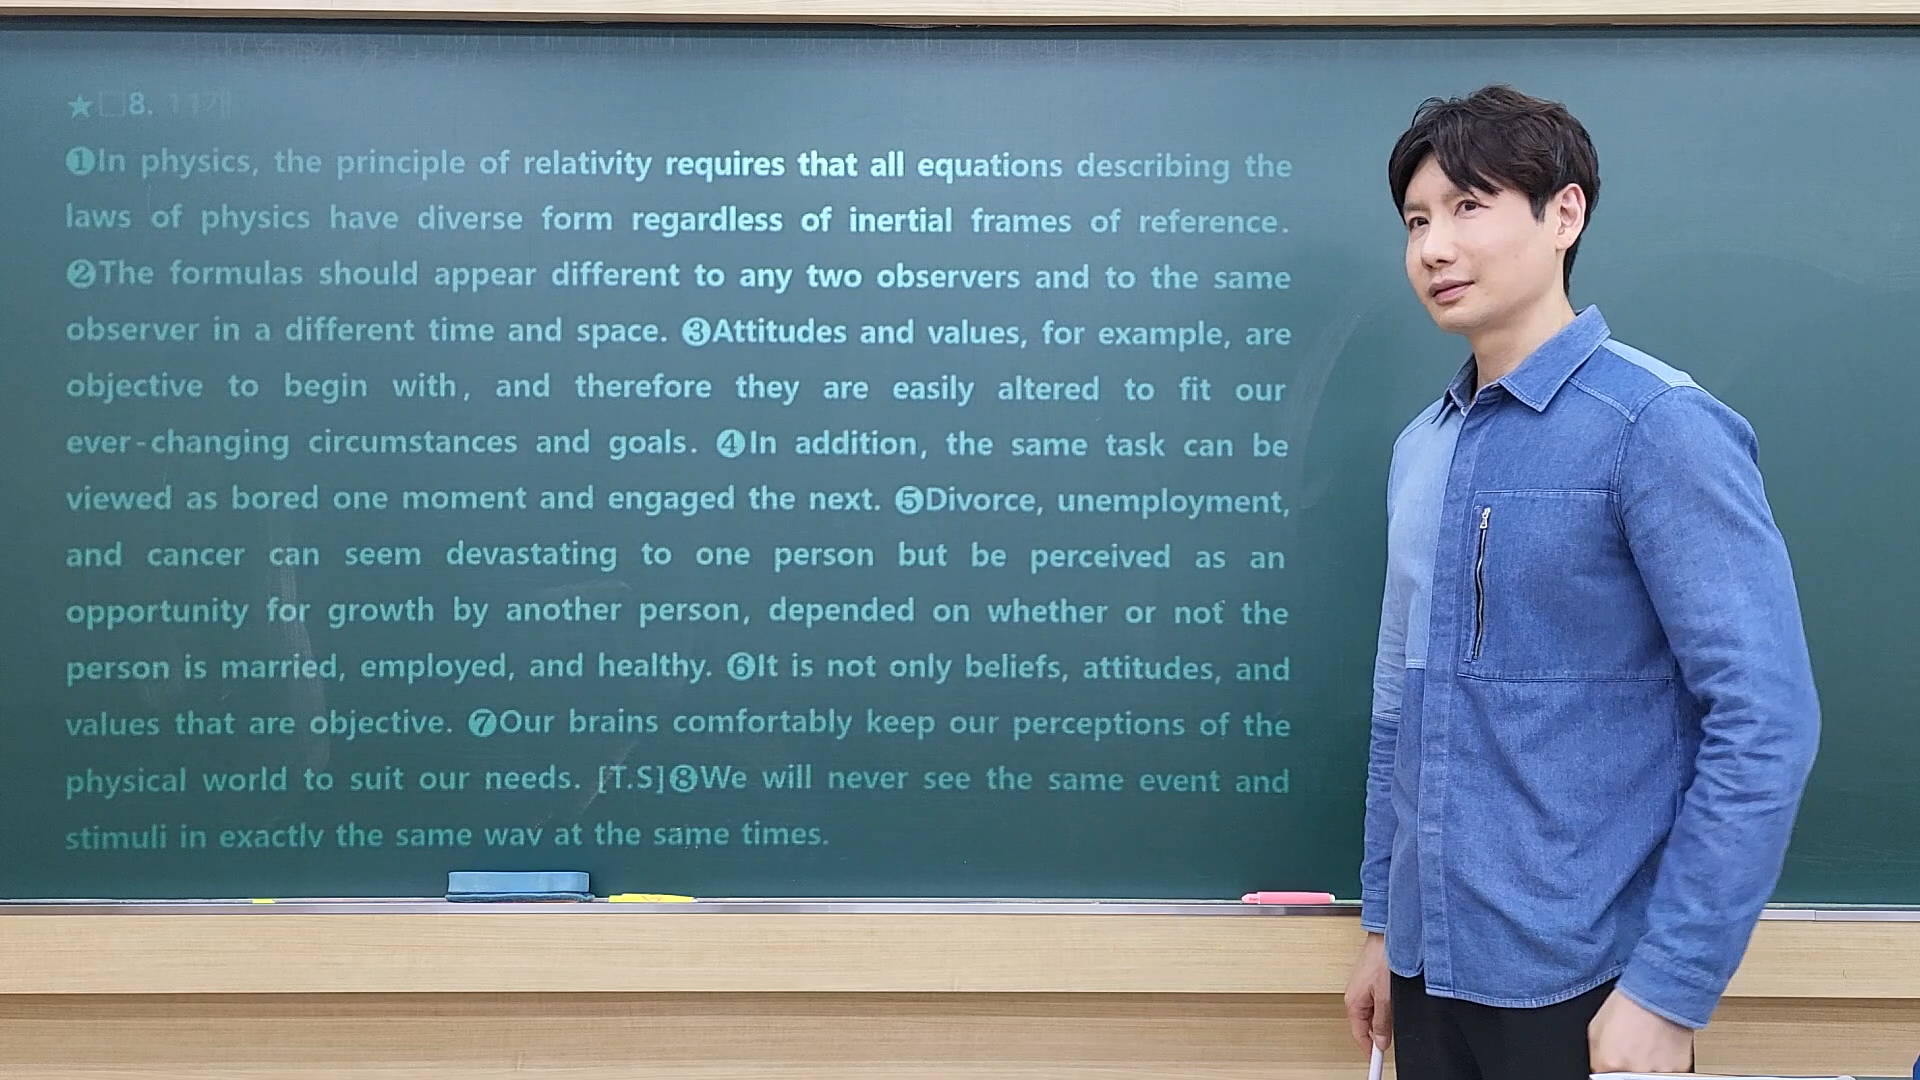 ★□8. 11개
❶In physics, the principle of relativity requires that all equations describing the
laws of physics have diverse form regardless of inertial frames of reference.
❷The formulas should appear different to any two observers and to the same
observer in a different time and space. ❸Attitudes and values, for example, are
objective to begin with, and therefore they are easily altered to fit our
ever-changing circumstances and goals. ❹In addition, the same task can be
viewed as bored one moment and engaged the next. ❺Divorce, unemployment,
and cancer can seem devastating to one person but be perceived as an
opportunity for growth by another person, depended on whether or not the
person is married, employed, and healthy. ❻It is not only beliefs, attitudes, and
values that are objective. ❼Our brains comfortably keep our perceptions of the
physical world to suit our needs. [T.S]❽We will never see the same event and
stimuli in exactly the same way at the same times.